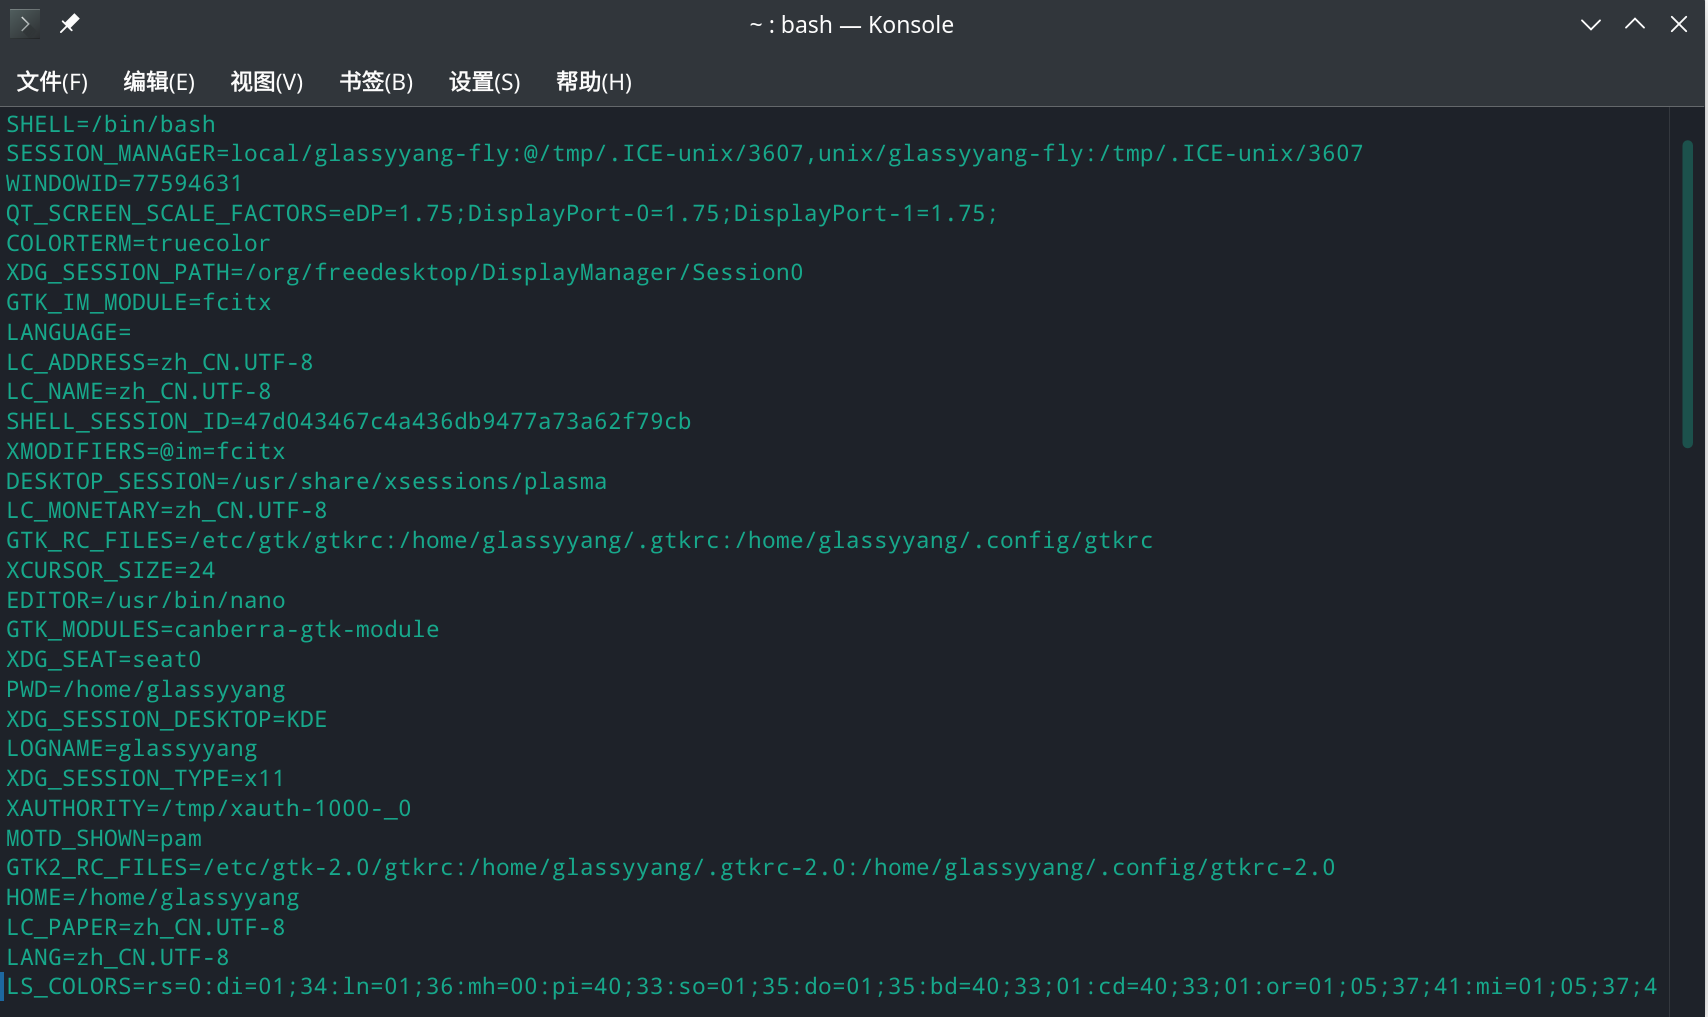 ~ : bash — Konsole
文件(F) 编辑(E) 视图(V) 书签(B) 设置(S) 帮助(H)
SHELL=/bin/bash
SESSION_MANAGER=local/glassyyang-fly:@/tmp/.ICE-unix/3607,unix/glassyyang-fly:/tmp/.ICE-unix/3607
WINDOWID=77594631
QT_SCREEN_SCALE_FACTORS=eDP=1.75;DisplayPort-0=1.75;DisplayPort-1=1.75;
COLORTERM=truecolor
XDG_SESSION_PATH=/org/freedesktop/DisplayManager/Session0
GTK_IM_MODULE=fcitx
LANGUAGE=
LC_ADDRESS=zh_CN.UTF-8
LC_NAME=zh_CN.UTF-8
SHELL_SESSION_ID=47d043467c4a436db9477a73a62f79cb
XMODIFIERS=@im=fcitx
DESKTOP_SESSION=/usr/share/xsessions/plasma
LC_MONETARY=zh_CN.UTF-8
GTK_RC_FILES=/etc/gtk/gtkrc:/home/glassyyang/.gtkrc:/home/glassyyang/.config/gtkrc
XCURSOR_SIZE=24
EDITOR=/usr/bin/nano
GTK_MODULES=canberra-gtk-module
XDG_SEAT=seat0
PWD=/home/glassyyang
XDG_SESSION_DESKTOP=KDE
LOGNAME=glassyyang
XDG_SESSION_TYPE=x11
XAUTHORITY=/tmp/xauth-1000-_0
MOTD_SHOWN=pam
GTK2_RC_FILES=/etc/gtk-2.0/gtkrc:/home/glassyyang/.gtkrc-2.0:/home/glassyyang/.config/gtkrc-2.0
HOME=/home/glassyyang
LC_PAPER=zh_CN.UTF-8
LANG=zh_CN.UTF-8
LS_COLORS=rs=0:di=01;34:ln=01;36:mh=00:pi=40;33:so=01;35:do=01;35:bd=40;33;01:cd=40;33;01:or=01;05;37;41:mi=01;05;37;4